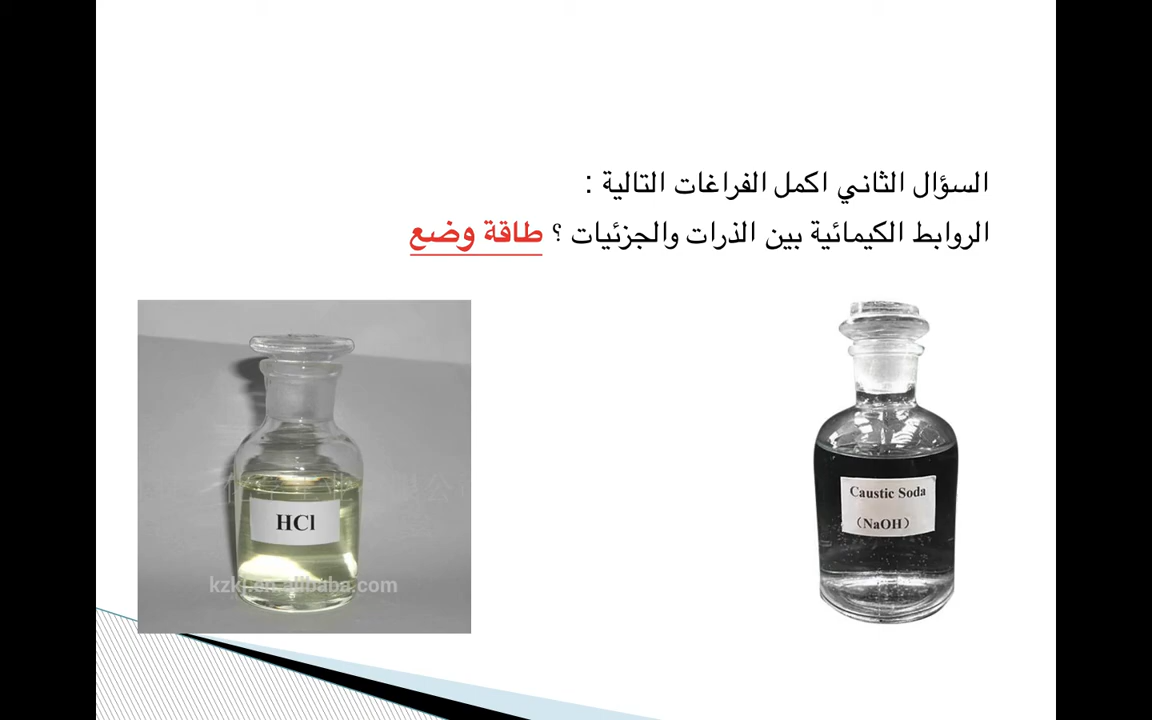 السؤال الثاني اكمل الفراغات التالية :
الروابط الكيمائية بين الذرات والجزئيات ؟ طاقة وضع
HCl
kzkj.en.alibaba.com
Caustic Soda
(NaOH)